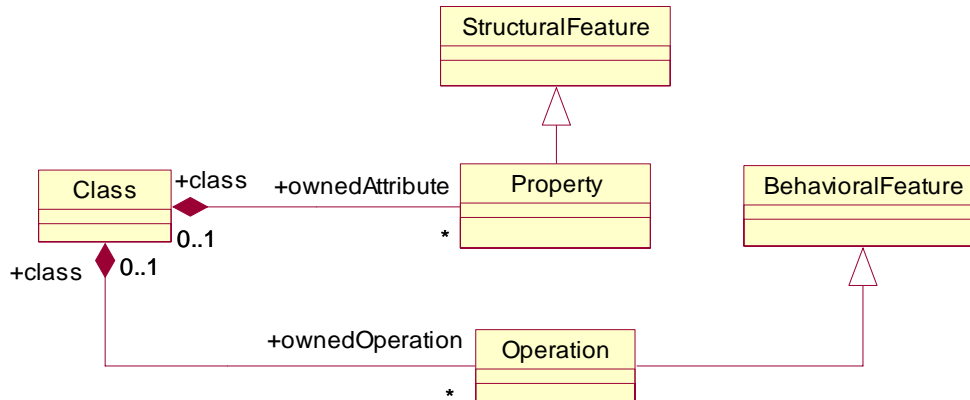 StructuralFeature
Class
+class
+ownedAttribute
Property
BehavioralFeature
0..1
*
+class
0..1
+ownedOperation
Operation
*